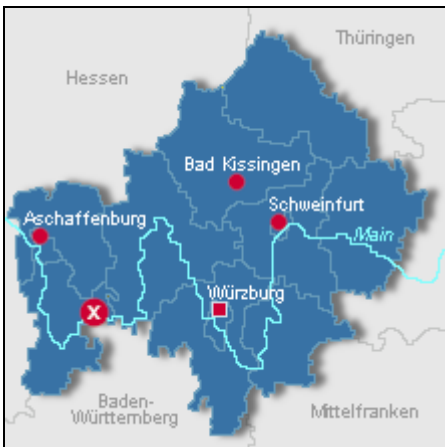 Thüringen
Hessen
Bad Kissingen
Schweinfurt
Aschaffenburg
Main
Würzburg
X
Baden-
Württemberg
Mittelfranken